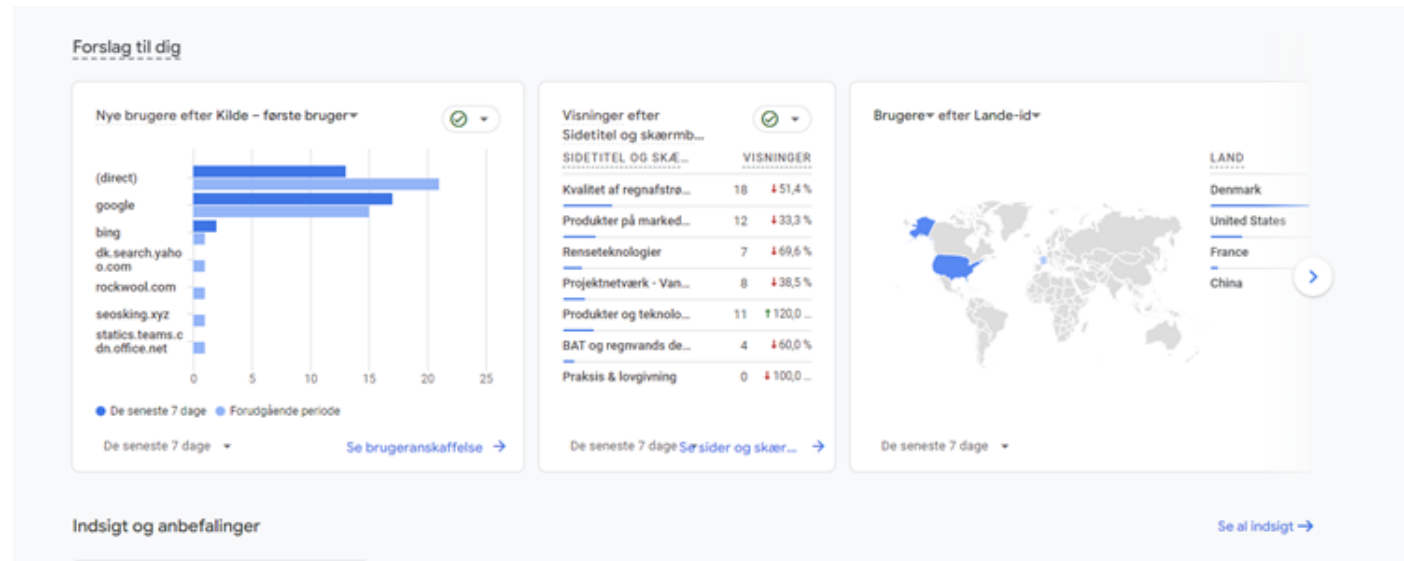 Forslag til dig
Nye brugere efter Kilde – første bruger
(direct)
google
bing
dk.search.yaho
o.com
rockwool.com
seosking.xyz
statics.teams.c
dn.office.net
0 5 10 15 20 25
De seneste 7 dage Forudgående periode
De seneste 7 dage
Se brugeranskaffelse →
Visninger efter
Sidetitel og skærmb...
SIDETITEL OG SKÆ... VISNINGER
Kvalitet af regnafstrø... 18 ↓51,4 %
Produkter på marked... 12 ↓33,3 %
Renseteknologier 7 ↓69,6 %
Projektnetværk - Van... 8 ↓38,5 %
Produkter og teknolo... 11 ↑120,0 ...
BAT og regnvands de... 4 ↓60,0 %
Praksis & lovgivning 0 ↓100,0 ...
De seneste 7 dage
Se sider og skær... →
Brugere efter Lande-id
LAND
Denmark
United States
France
China
De seneste 7 dage
Indsigt og anbefalinger
Se al indsigt →